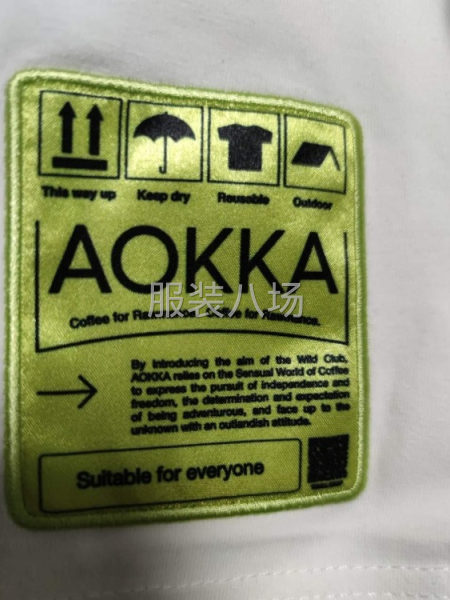 This way up Keep dry Reusable Outdoor
AOKKA
服装八场
Coffee for
By introducing the aim of the Wild Club,
AOKKA relies on the Sensual World of Coffee
to express the pursuit of independence and
freedom, the determination and expectation
of being adventurous, and face up to the
unknown with an outlandish attitude.
Suitable for everyone